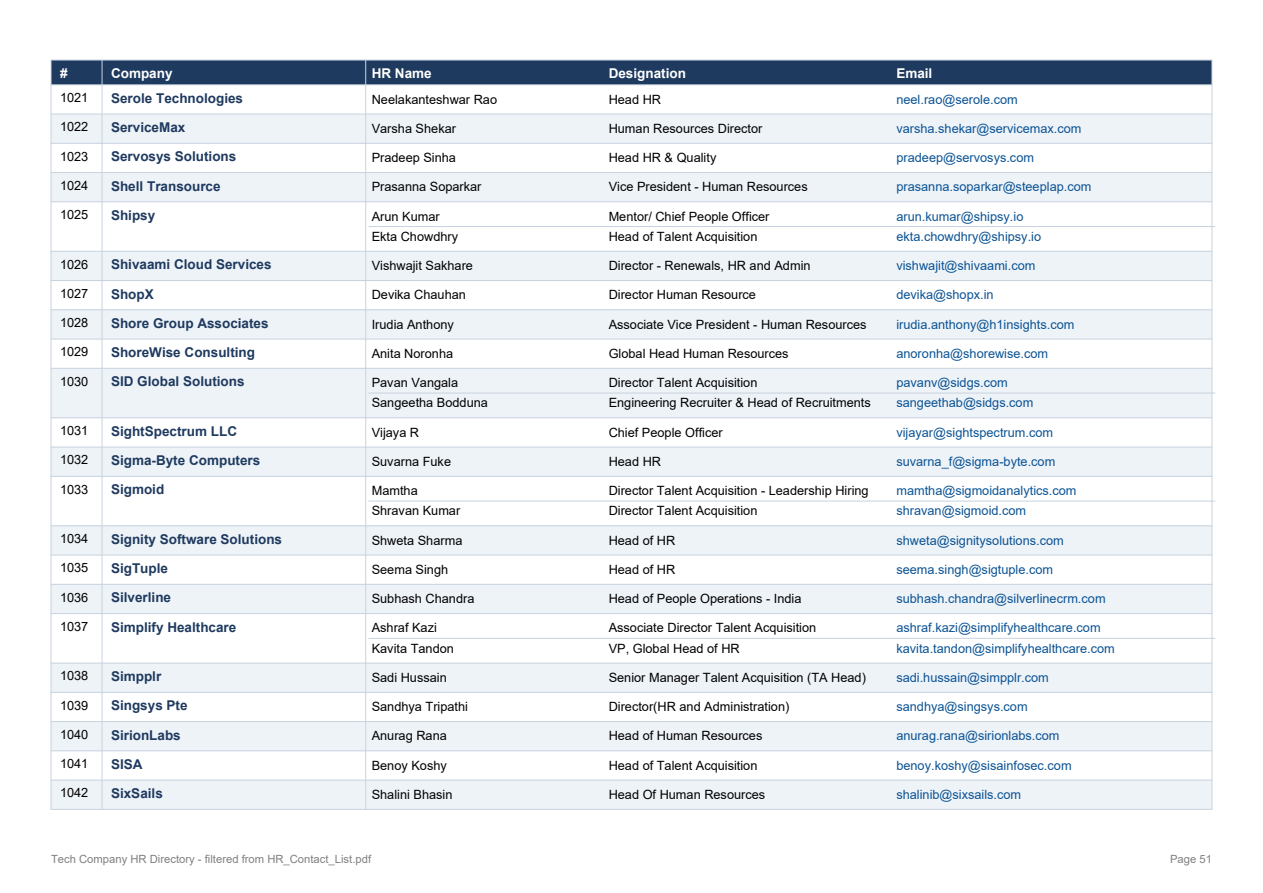 # Company HR Name Designation Email
1021 Serole Technologies Neelakanteshwar Rao Head HR neel.rao@serole.com
1022 ServiceMax Varsha Shekar Human Resources Director varsha.shekar@servicemax.com
1023 Servosys Solutions Pradeep Sinha Head HR & Quality pradeep@servosys.com
1024 Shell Transource Prasanna Soparkar Vice President - Human Resources prasanna.soparkar@steeplap.com
1025 Shipsy Arun Kumar Mentor/ Chief People Officer arun.kumar@shipsy.io
Ekta Chowdhry Head of Talent Acquisition ekta.chowdhry@shipsy.io
1026 Shivaami Cloud Services Vishwajit Sakhare Director - Renewals, HR and Admin vishwajit@shivaami.com
1027 ShopX Devika Chauhan Director Human Resource devika@shopx.in
1028 Shore Group Associates Irudia Anthony Associate Vice President - Human Resources irudia.anthony@h1insights.com
1029 ShoreWise Consulting Anita Noronha Global Head Human Resources anoronha@shorewise.com
1030 SID Global Solutions Pavan Vangala Director Talent Acquisition pavanv@sidgs.com
Sangeetha Bodduna Engineering Recruiter & Head of Recruitments sangeethab@sidgs.com
1031 SightSpectrum LLC Vijaya R Chief People Officer vijayar@sightspectrum.com
1032 Sigma-Byte Computers Suvarna Fuke Head HR suvarna_f@sigma-byte.com
1033 Sigmoid Mamtha Director Talent Acquisition - Leadership Hiring mamtha@sigmoidanalytics.com
Shravan Kumar Director Talent Acquisition shravan@sigmoid.com
1034 Signity Software Solutions Shweta Sharma Head of HR shweta@signitysolutions.com
1035 SigTuple Seema Singh Head of HR seema.singh@sigtuple.com
1036 Silverline Subhash Chandra Head of People Operations - India subhash.chandra@silverlinecrm.com
1037 Simplify Healthcare Ashraf Kazi Associate Director Talent Acquisition ashraf.kazi@simplifyhealthcare.com
Kavita Tandon VP, Global Head of HR kavita.tandon@simplifyhealthcare.com
1038 Simpplr Sadi Hussain Senior Manager Talent Acquisition (TA Head) sadi.hussain@simpplr.com
1039 Singsys Pte Sandhya Tripathi Director(HR and Administration) sandhya@singsys.com
1040 SirionLabs Anurag Rana Head of Human Resources anurag.rana@sirionlabs.com
1041 SISA Benoy Koshy Head of Talent Acquisition benoy.koshy@sisainfosec.com
1042 SixSails Shalini Bhasin Head Of Human Resources shalinib@sixsails.com
Tech Company HR Directory - filtered from HR_Contact_List.pdf Page 51